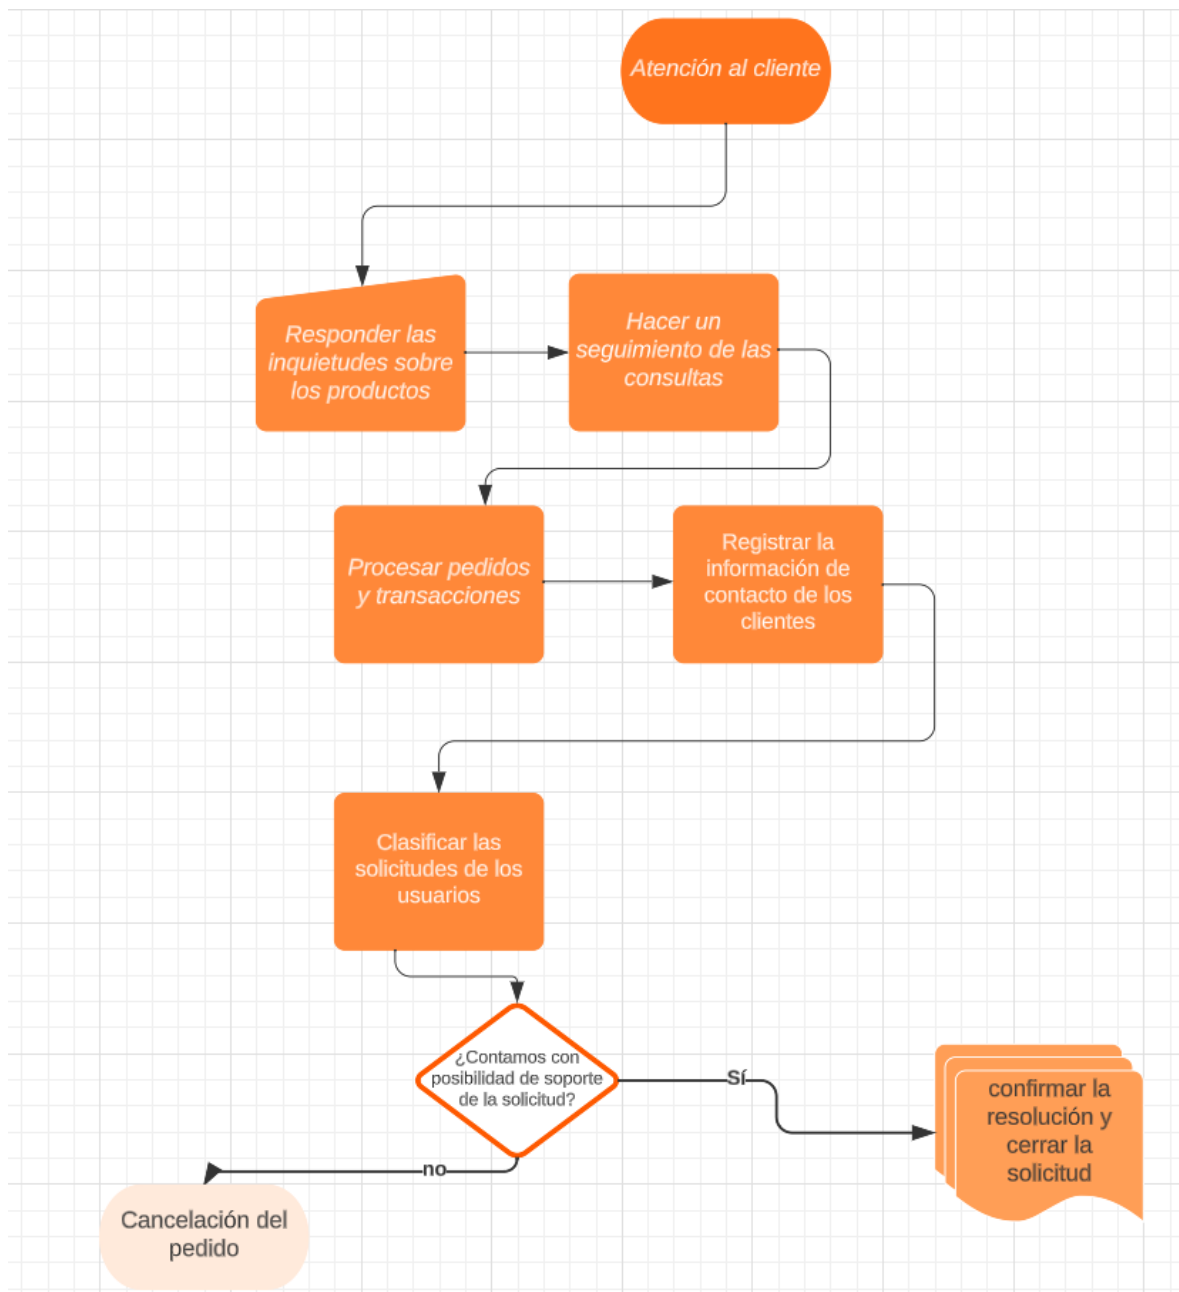 Atención al cliente
Responder las
inquietudes sobre
los productos
Hacer un
seguimiento de las
consultas
Procesar pedidos
y transacciones
Registrar la
información de
contacto de los
clientes
Clasificar las
solicitudes de los
usuarios
¿Contamos con
posibilidad de soporte
de la solicitud?
Sí
confirmar la
resolución y
cerrar la
solicitud
no
Cancelación del
pedido